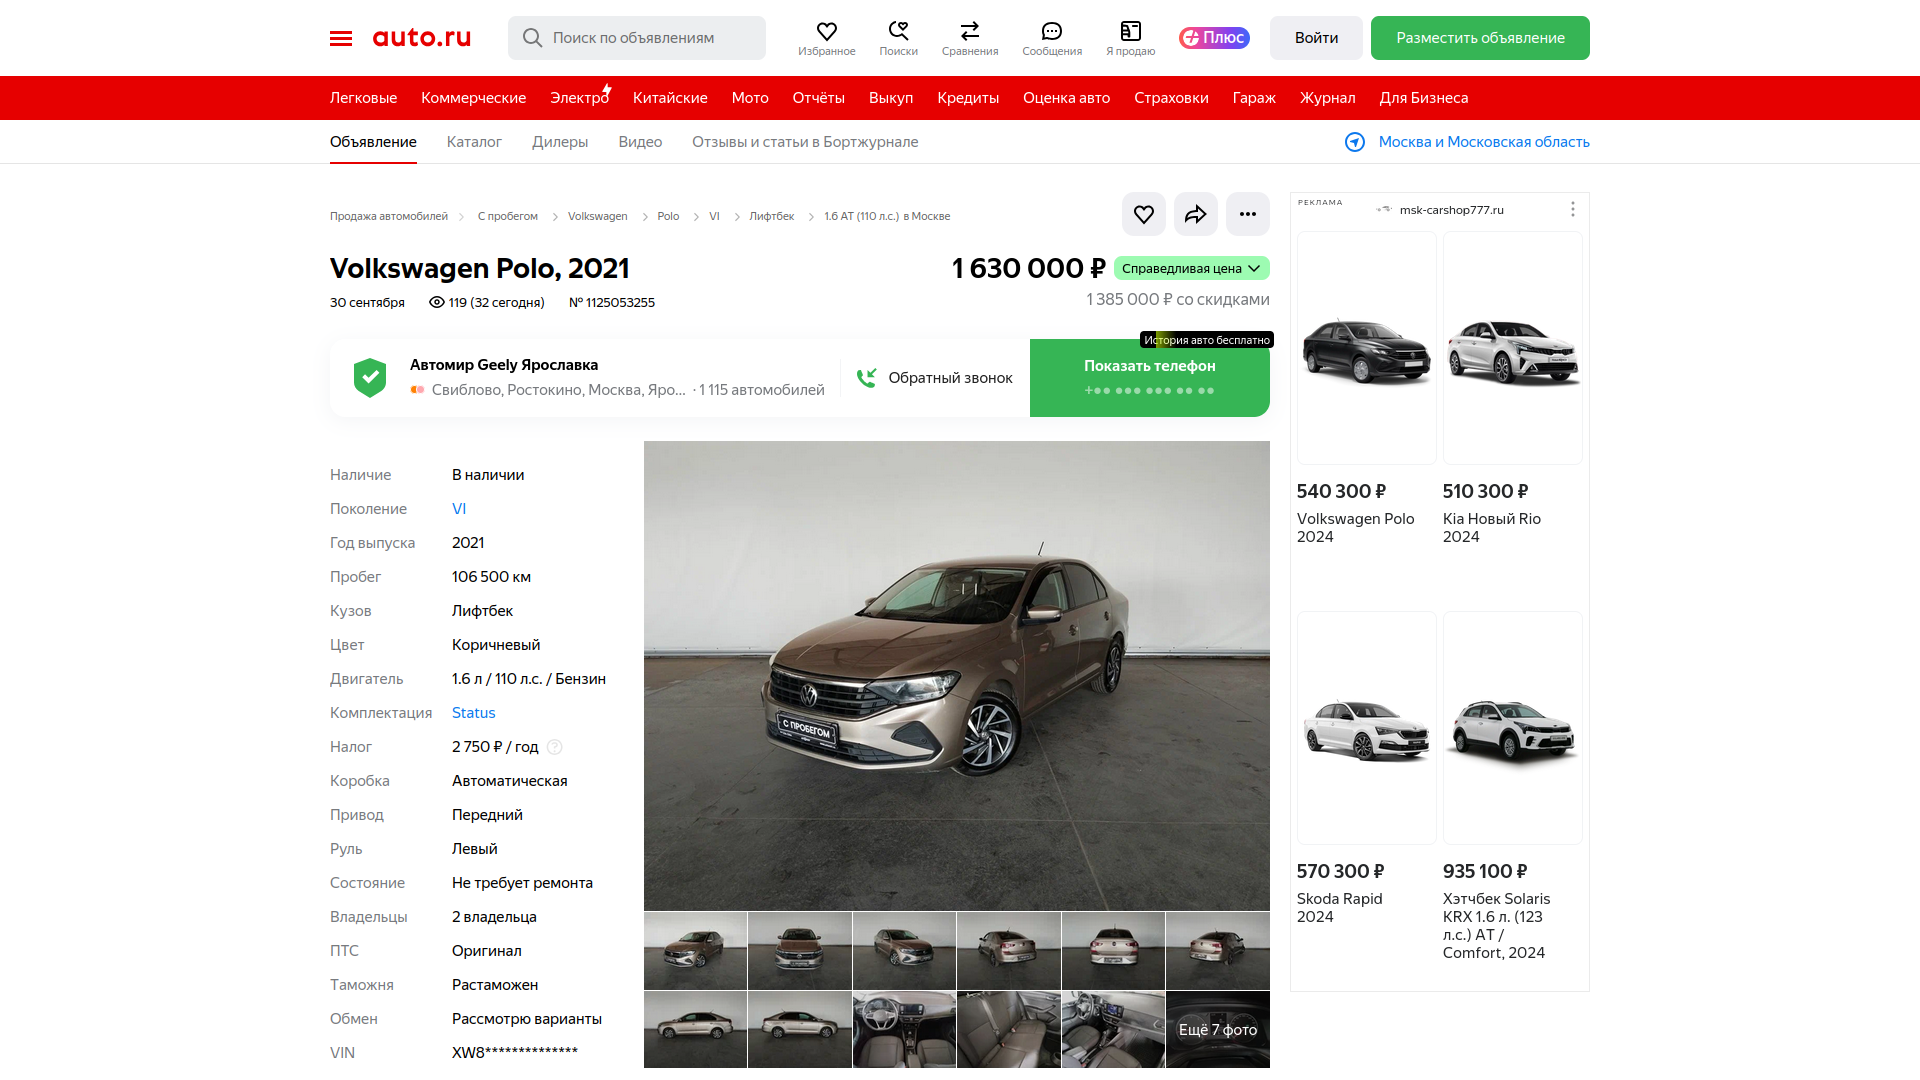 auto.ru
Поиск по объявлениям
Избранное
Поиски
Сравнения
Сообщения
Я продаю
Плюс
Войти
Разместить объявление
Легковые Коммерческие Электро Китайские Мото Отчёты Выкуп Кредиты Оценка авто Страховки Гараж Журнал Для Бизнеса
Объявление Каталог Дилеры Видео Отзывы и статьи в Бортжурнале
Москва и Московская область
Продажа автомобилей С пробегом Volkswagen Polo VI Лифтбек 1.6 AT (110 л.с.) в Москве
Volkswagen Polo, 2021
1 630 000 ₽
Справедливая цена
30 сентября 119 (32 сегодня) № 1125053255
1 385 000 ₽ со скидками
История авто бесплатно
Автомир Geely Ярославка
Свиблово, Ростокино, Москва, Яро... · 1 115 автомобилей
Обратный звонок
Показать телефон
+●● ●●● ●●● ●● ●●
Наличие В наличии
Поколение VI
Год выпуска 2021
Пробег 106 500 км
Кузов Лифтбек
Цвет Коричневый
Двигатель 1.6 л / 110 л.с. / Бензин
Комплектация Status
Налог 2 750 ₽ / год ?
Коробка Автоматическая
Привод Передний
Руль Левый
Состояние Не требует ремонта
Владельцы 2 владельца
ПТС Оригинал
Таможня Растаможен
Обмен Рассмотрю варианты
VIN XW8**************
С ПРОБЕГОМ
Ещё 7 фото
РЕКЛАМА
msk-carshop777.ru
540 300 ₽
Volkswagen Polo
2024
510 300 ₽
Kia Новый Rio
2024
570 300 ₽
Skoda Rapid
2024
935 100 ₽
Хэтчбек Solaris
KRX 1.6 л. (123
л.с.) AT /
Comfort, 2024